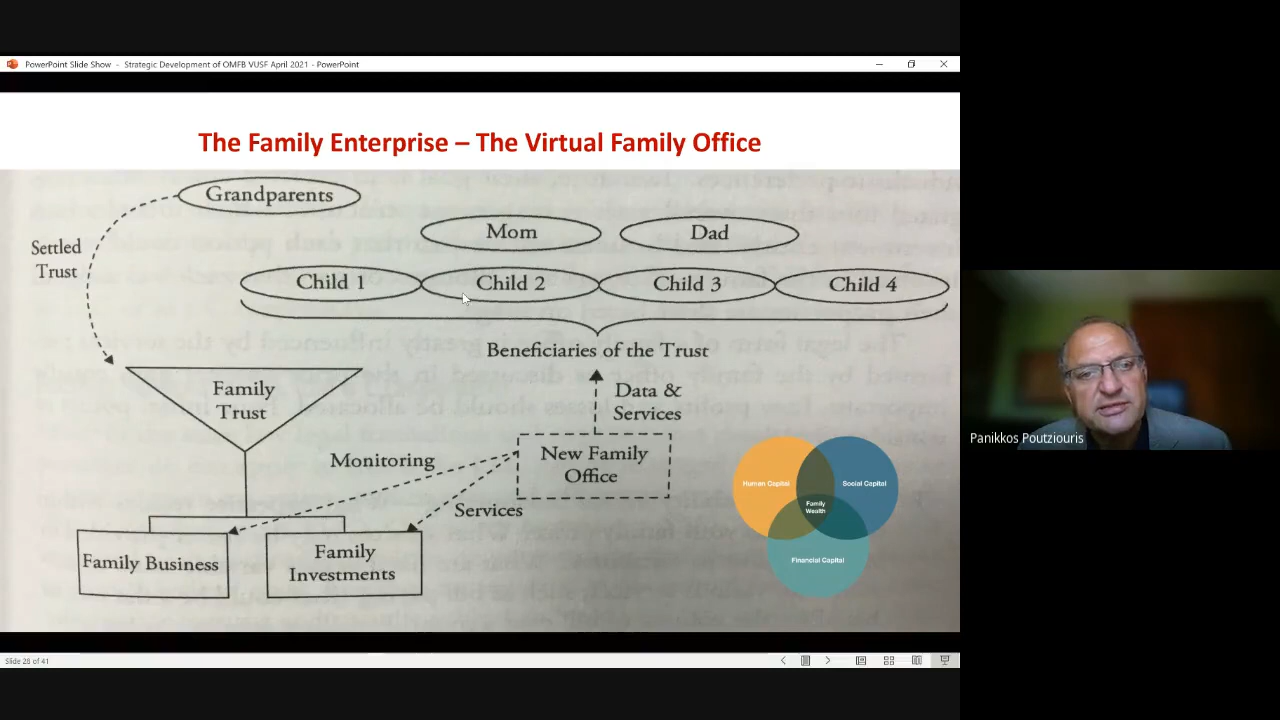 PowerPoint Slide Show - Strategic Development of OMFB VUSF April 2021 - PowerPoint
The Family Enterprise – The Virtual Family Office
Grandparents
Mom
Dad
Settled
Trust
Child 1
Child 2
Child 3
Child 4
Beneficiaries of the Trust
Family
Trust
Data &
Services
Monitoring
New Family
Office
Services
Family Business
Family
Investments
Human Capital
Social Capital
Family
Wealth
Financial Capital
Panikkos Poutziouris
Slide 28 of 41